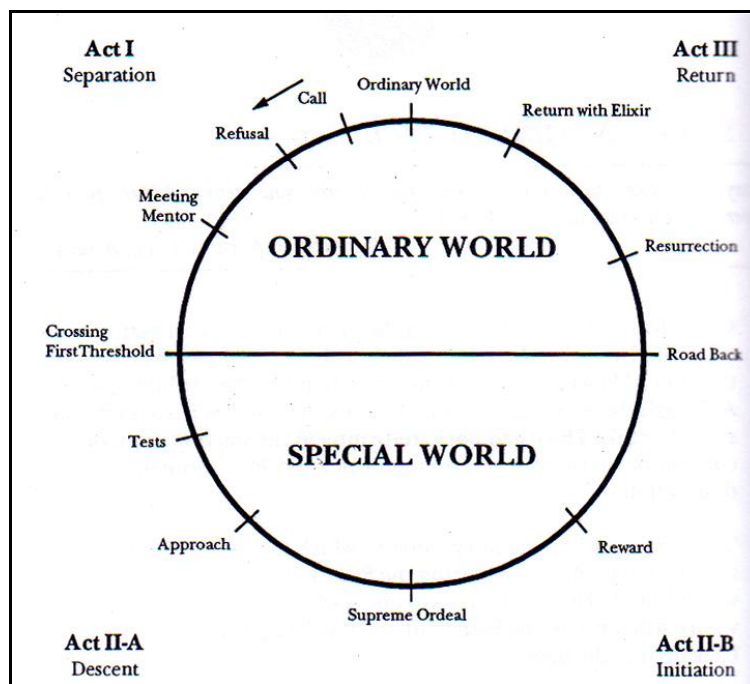 Act I
Separation
Act III
Return
Ordinary World
Call
Return with Elixir
Refusal
Meeting
Mentor
ORDINARY WORLD
Resurrection
Crossing
First Threshold
Road Back
Tests
SPECIAL WORLD
Approach
Reward
Supreme Ordeal
Act II-A
Descent
Act II-B
Initiation